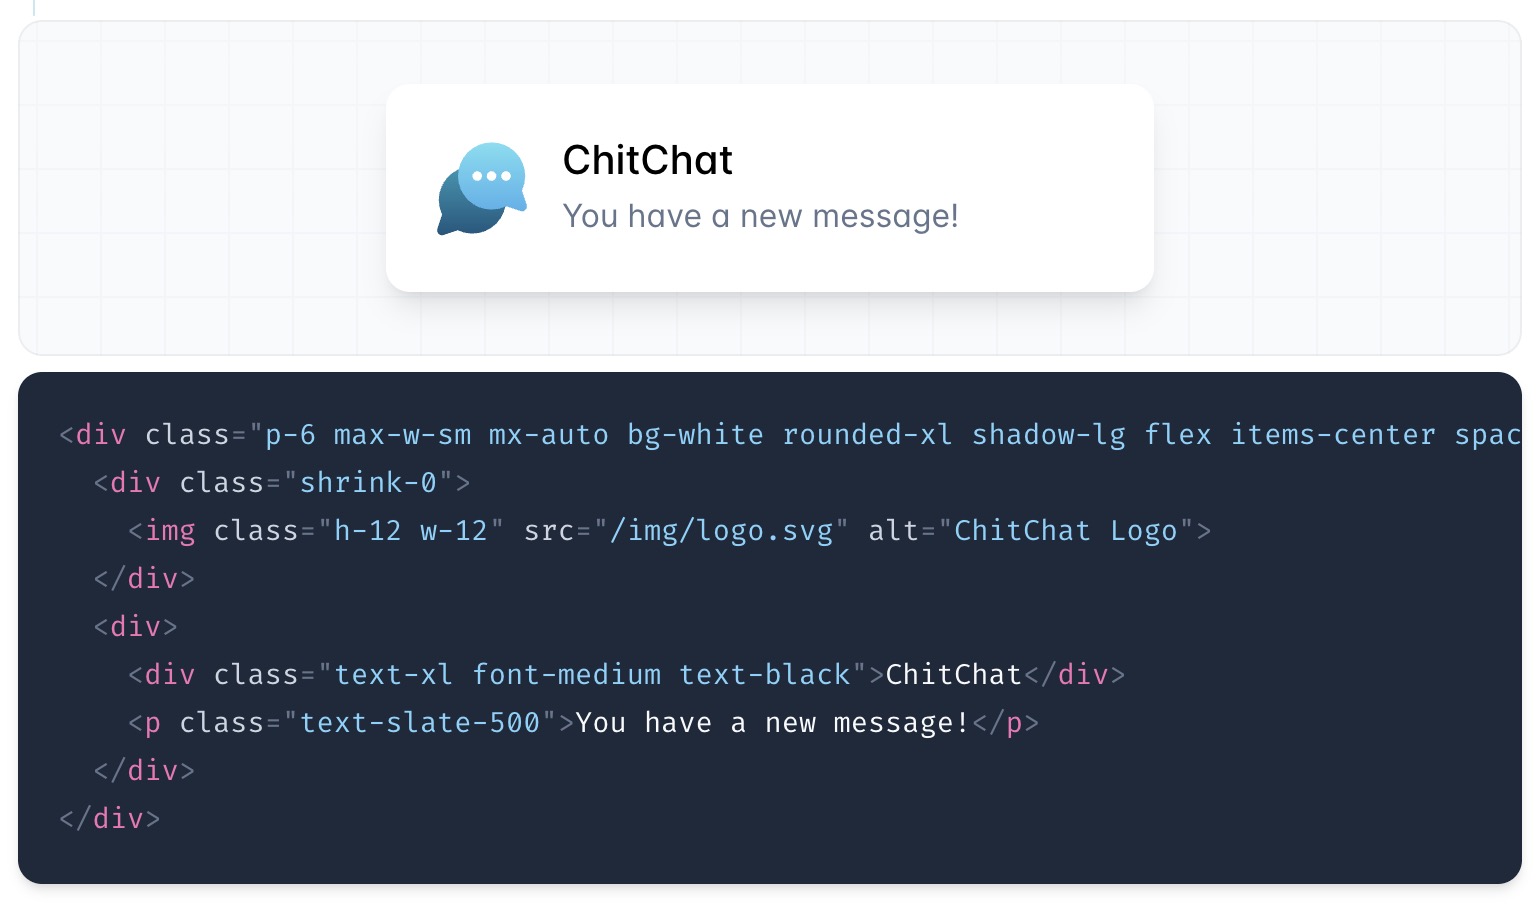 ChitChat
You have a new message!
<div class="p-6 max-w-sm mx-auto bg-white rounded-xl shadow-lg flex items-center spac
<div class="shrink-0">
<img class="h-12 w-12" src="/img/logo.svg" alt="ChitChat Logo">
</div>
<div>
<div class="text-xl font-medium text-black">ChitChat</div>
<p class="text-slate-500">You have a new message!</p>
</div>
</div>